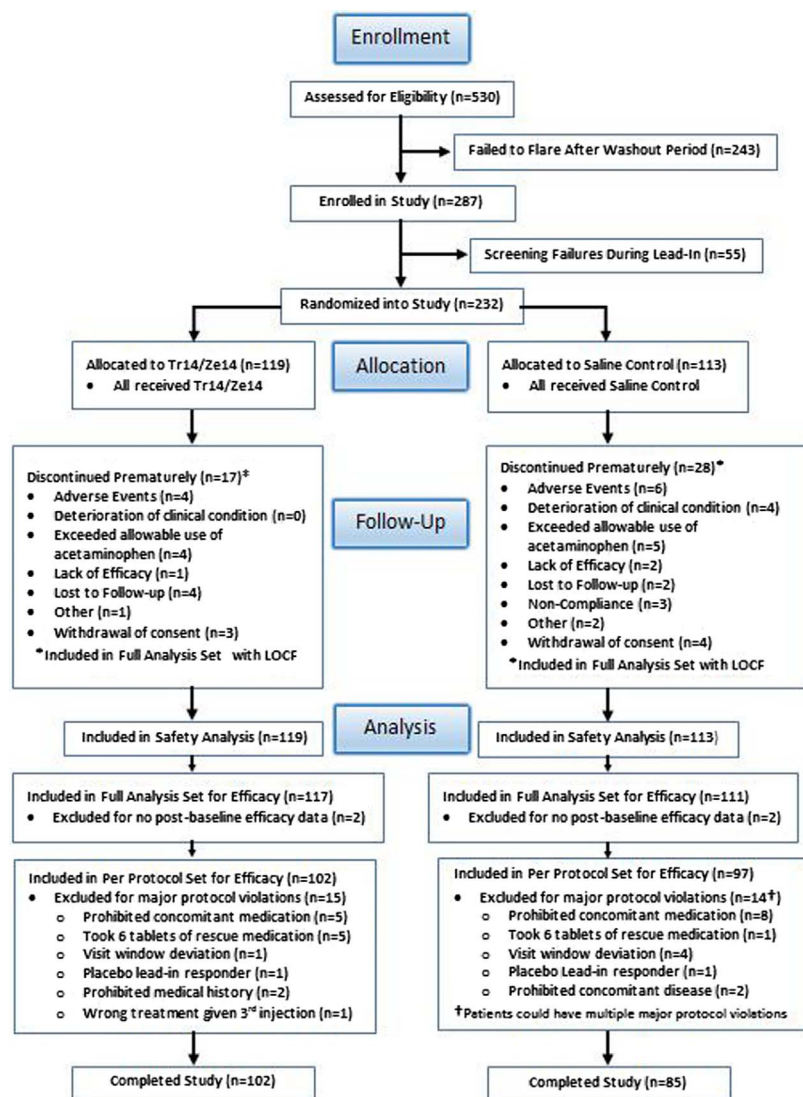 Enrollment
Assessed for Eligibility (n=530)
Failed to Flare After Washout Period (n=243)
Enrolled in Study (n=287)
Screening Failures During Lead-In (n=55)
Randomized into Study (n=232)
Allocation
Allocated to Tr14/Ze14 (n=119)
• All received Tr14/Ze14
Allocated to Saline Control (n=113)
• All received Saline Control
Follow-Up
Discontinued Prematurely (n=17)*
• Adverse Events (n=4)
• Deterioration of clinical condition (n=0)
• Exceeded allowable use of
acetaminophen (n=4)
• Lack of Efficacy (n=1)
• Lost to Follow-up (n=4)
• Other (n=1)
• Withdrawal of consent (n=3)
*Included in Full Analysis Set with LOCF
Discontinued Prematurely (n=28)*
• Adverse Events (n=6)
• Deterioration of clinical condition (n=4)
• Exceeded allowable use of
acetaminophen (n=5)
• Lack of Efficacy (n=2)
• Lost to Follow-up (n=2)
• Non-Compliance (n=3)
• Other (n=2)
• Withdrawal of consent (n=4)
*Included in Full Analysis Set with LOCF
Analysis
Included in Safety Analysis (n=119)
Included in Safety Analysis (n=113)
Included in Full Analysis Set for Efficacy (n=117)
• Excluded for no post-baseline efficacy data (n=2)
Included in Full Analysis Set for Efficacy (n=111)
• Excluded for no post-baseline efficacy data (n=2)
Included in Per Protocol Set for Efficacy (n=102)
• Excluded for major protocol violations (n=15)
o Prohibited concomitant medication (n=5)
o Took 6 tablets of rescue medication (n=5)
o Visit window deviation (n=1)
o Placebo lead-in responder (n=1)
o Prohibited medical history (n=2)
o Wrong treatment given 3rd injection (n=1)
Included in Per Protocol Set for Efficacy (n=97)
• Excluded for major protocol violations (n=14†)
o Prohibited concomitant medication (n=8)
o Took 6 tablets of rescue medication (n=1)
o Visit window deviation (n=4)
o Placebo Lead-in responder (n=1)
o Prohibited concomitant disease (n=2)
†Patients could have multiple major protocol violations
Completed Study (n=102)
Completed Study (n=85)